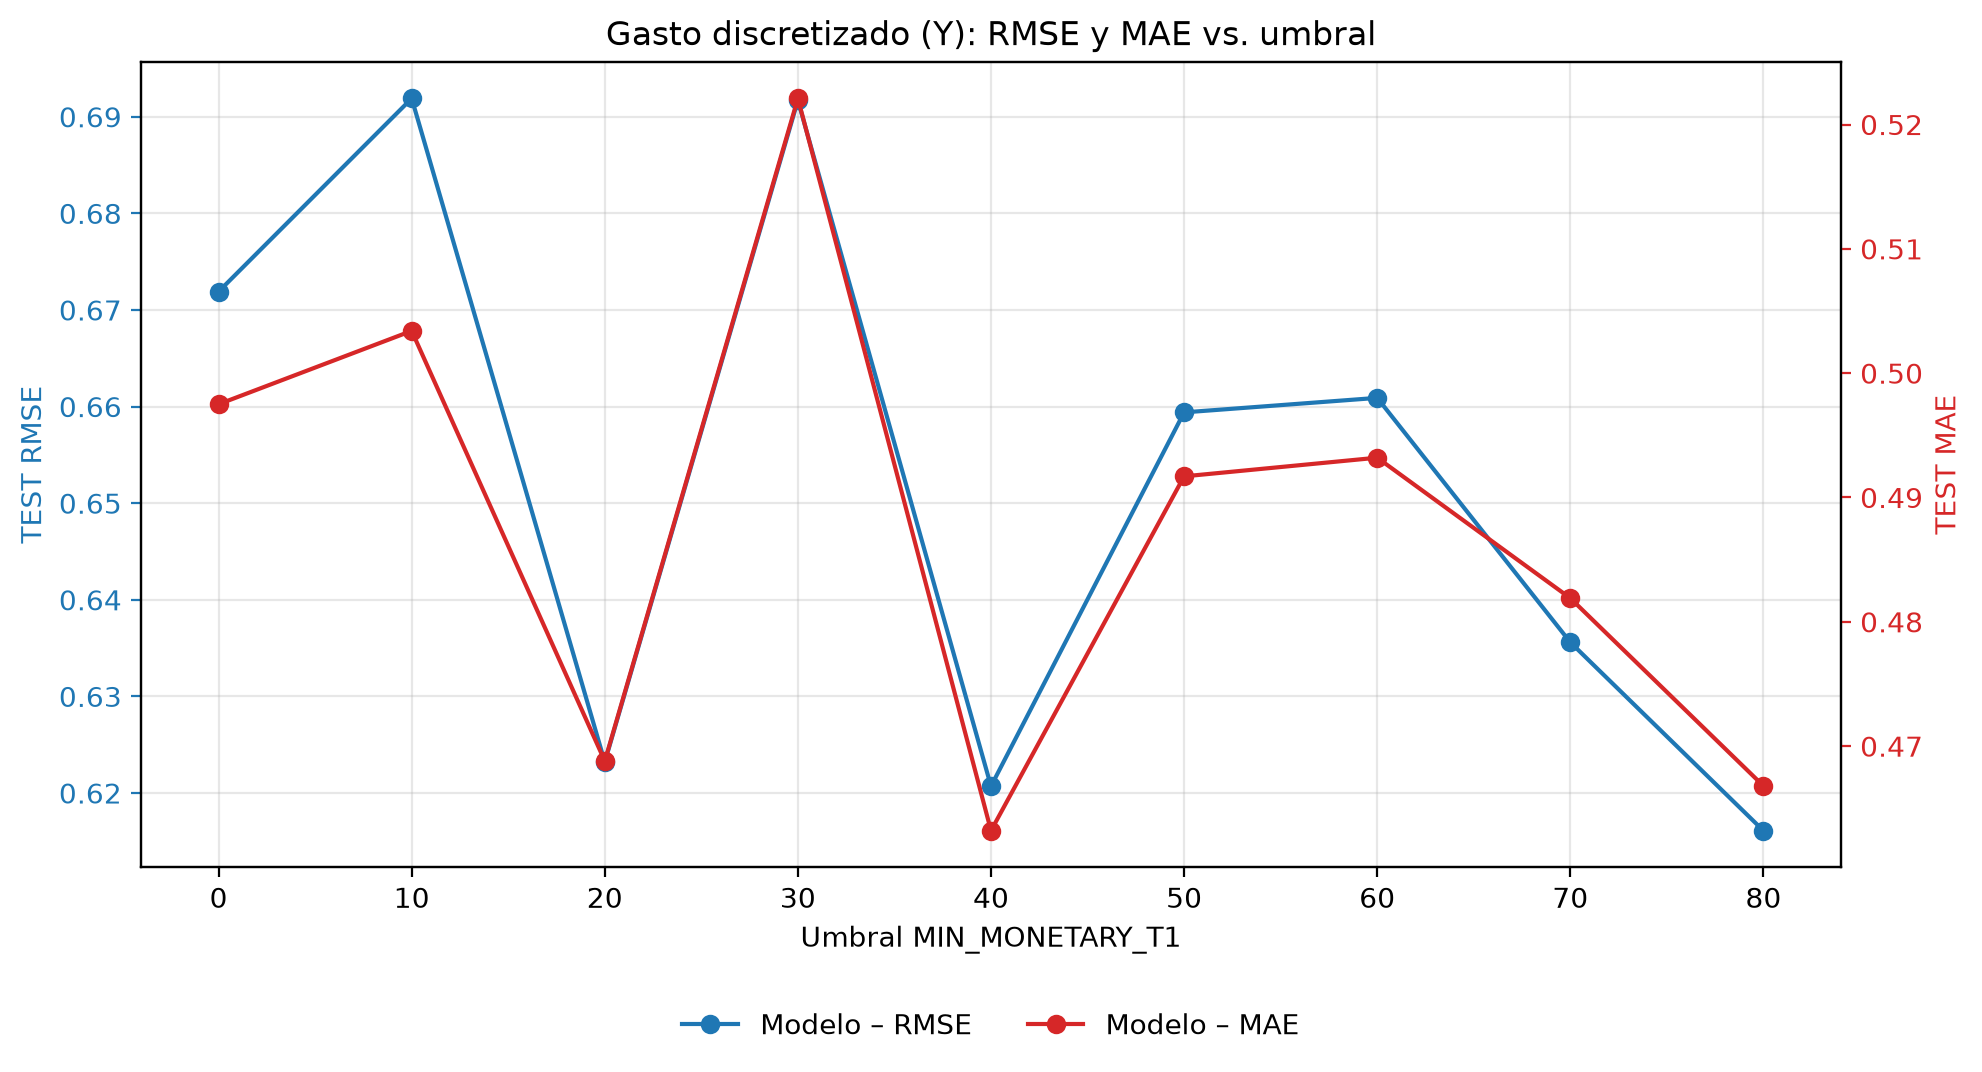 Gasto discretizado (Y): RMSE y MAE vs. umbral
TEST RMSE
0.69
0.68
0.67
0.66
0.65
0.64
0.63
0.62
0.52
0.51
0.50
0.49
0.48
0.47
TEST MAE
0 10 20 30 40 50 60 70 80
Umbral MIN_MONETARY_T1
Modelo – RMSE Modelo – MAE